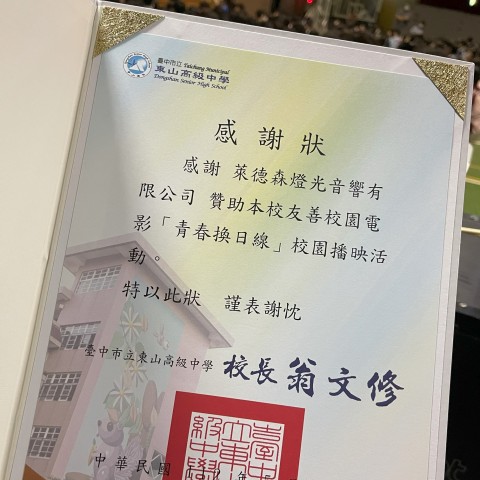 臺中市立 Taichung Municipal
東山高級中學
Dongshan Senior High School
感謝狀
感謝 萊德森燈光音響有
限公司 贊助本校友善校園電
影「青春換日線」校園播映活
動。
特以此狀 謹表謝忱
臺中市立東山高級中學 校長 翁文修
中華民國